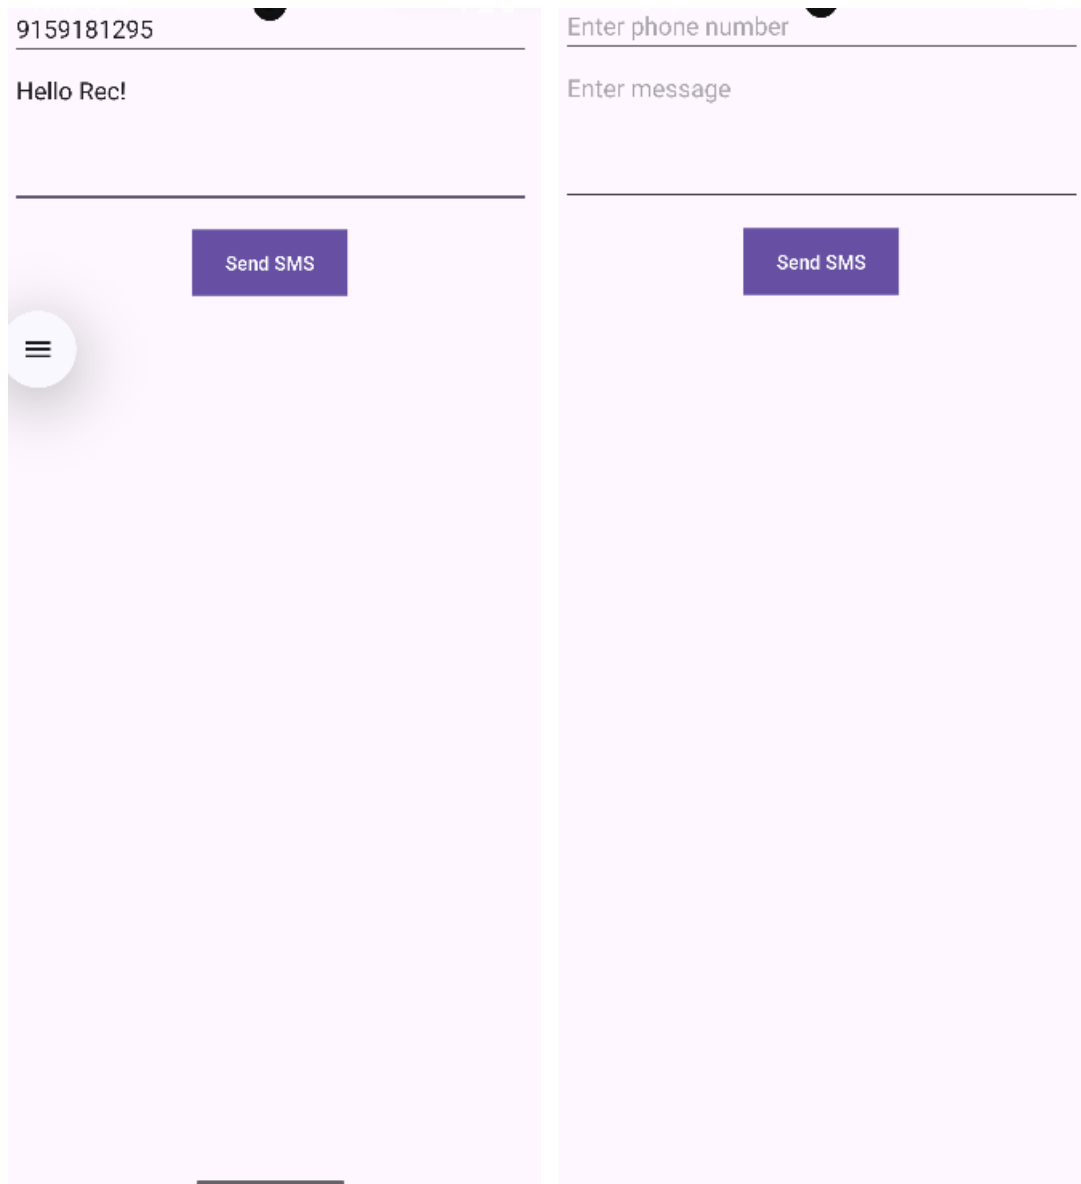 9159181295
Hello Rec!
Send SMS
Enter phone number
Enter message
Send SMS